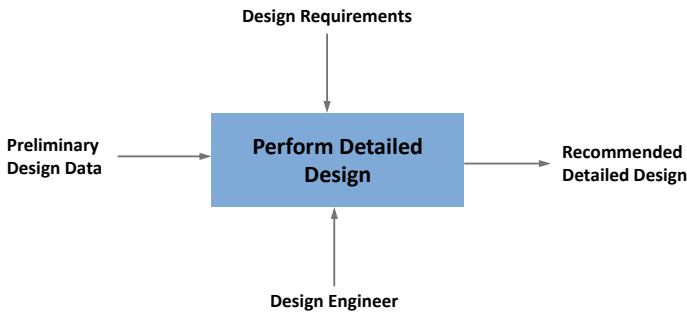 Design Requirements
Preliminary
Design Data
Perform Detailed
Design
Recommended
Detailed Design
Design Engineer